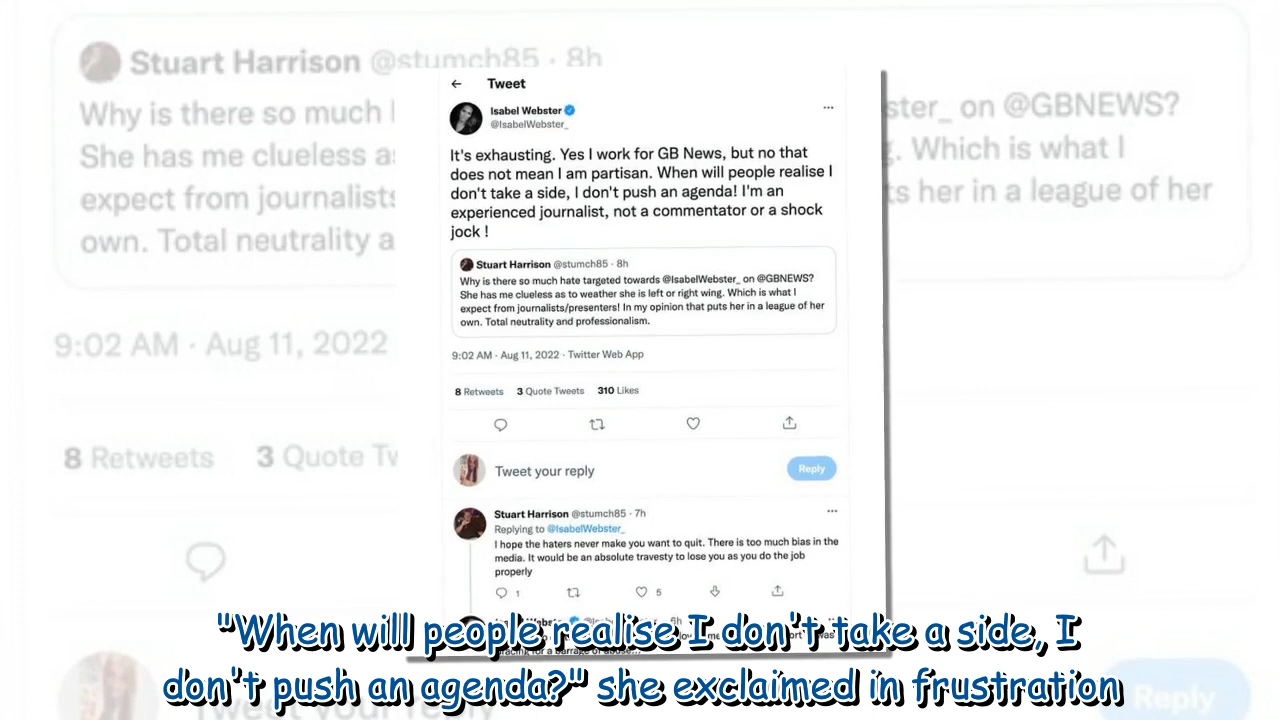 Stuart Harrison @stumch85 · 8h
Why is there so much
ster_ on @GBNEWS?
She has me clueless as
g. Which is what I
expect from journalists
ts her in a league of her
own. Total neutrality a
9:02 AM · Aug 11, 2022
8 Retweets 3 Quote Tw
Tweet
Isabel Webster
@IsabelWebster_
It's exhausting. Yes I work for GB News, but no that
does not mean I am partisan. When will people realise I
don't take a side, I don't push an agenda! I'm an
experienced journalist, not a commentator or a shock
jock !
Stuart Harrison @stumch85 · 8h
Why is there so much hate targeted towards @IsabelWebster_ on @GBNEWS?
She has me clueless as to weather she is left or right wing. Which is what I
expect from journalists/presenters! In my opinion that puts her in a league of her
own. Total neutrality and professionalism.
9:02 AM · Aug 11, 2022 · Twitter Web App
8 Retweets 3 Quote Tweets 310 Likes
Tweet your reply
Reply
Stuart Harrison @stumch85 · 7h
Replying to @IsabelWebster_
I hope the haters never make you want to quit. There is too much bias in the
media. It would be an absolute travesty to lose you as you do the job
properly
1 5
bracing for a barrage of abuse...
"When will people realise I don't take a side, I
don't push an agenda?" she exclaimed in frustration
Reply